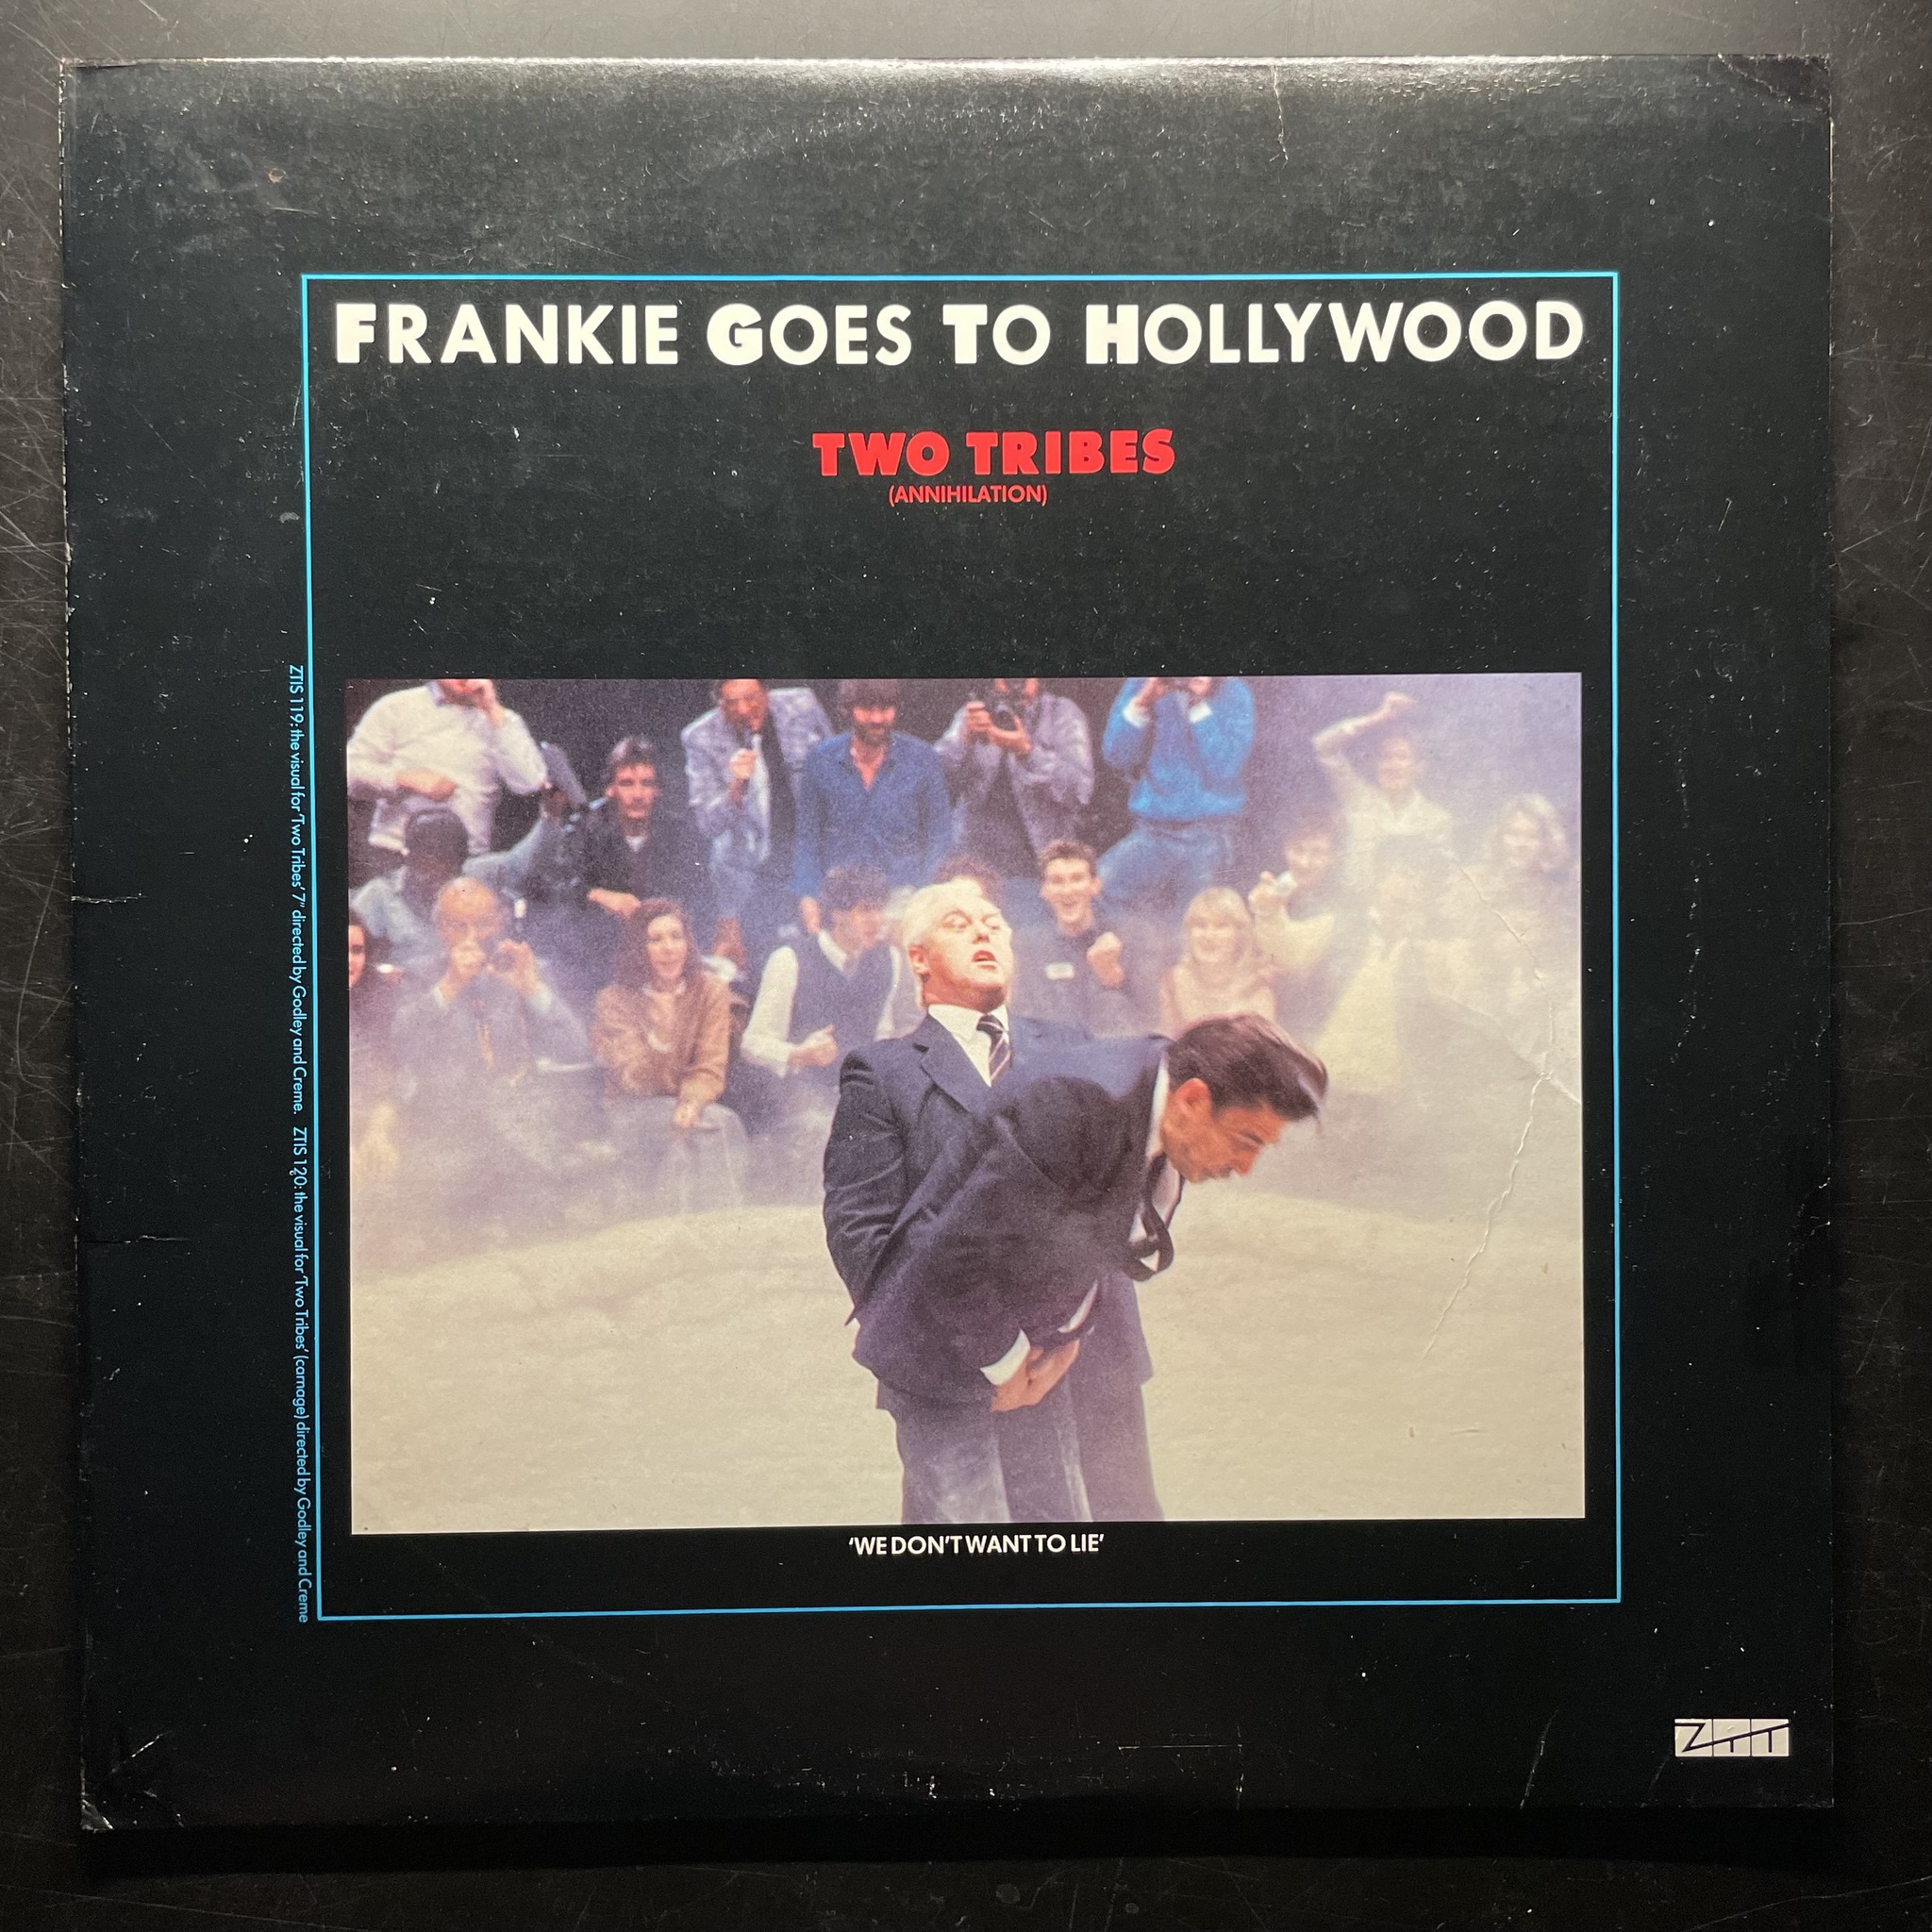 FRANKIE GOES TO HOLLYWOOD
TWO TRIBES
(ANNIHILATION)
ZTIS 119: the visual for 'Two Tribes' 7" directed by Godley and Creme. ZTIS 120: the visual for 'Two Tribes' (carnage) directed by Godley and Creme
'WE DON'T WANT TO LIE'
ZTT